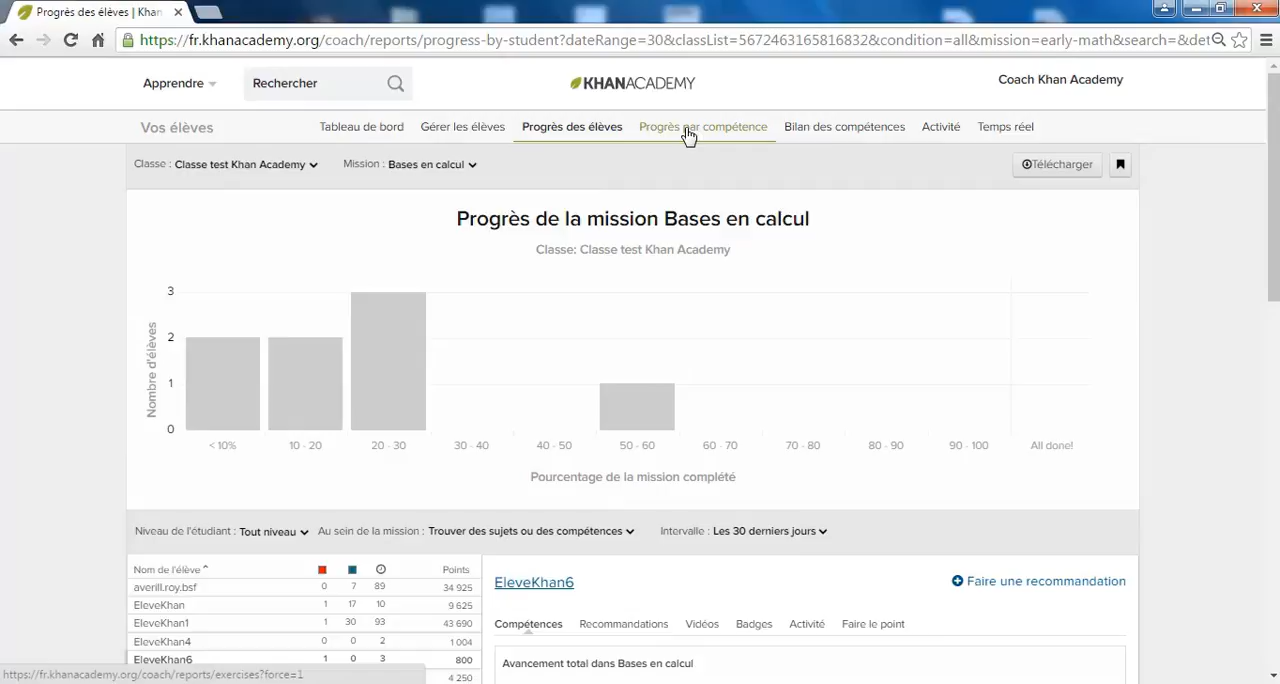 Progrès des élèves | Khan
https://fr.khanacademy.org/coach/reports/progress-by-student?dateRange=30&classList=5672463165816832&condition=all&mission=early-math&search=&det
Apprendre
Rechercher
KHANACADEMY
Coach Khan Academy
Vos élèves
Tableau de bord
Gérer les élèves
Progrès des élèves
Progrès par compétence
Bilan des compétences
Activité
Temps réel
Classe : Classe test Khan Academy
Mission : Bases en calcul
Télécharger
Progrès de la mission Bases en calcul
Classe: Classe test Khan Academy
Nombre d'élèves
3
2
1
0
< 10% 10 - 20 20 - 30 30 - 40 40 - 50 50 - 60 60 - 70 70 - 80 80 - 90 90 - 100 All done!
Pourcentage de la mission complété
Niveau de l'étudiant : Tout niveau
Au sein de la mission : Trouver des sujets ou des compétences
Intervalle : Les 30 derniers jours
Nom de l'élève Points
averill.roy.bsf 0 7 89 34 925
EleveKhan 1 17 10 9 625
EleveKhan1 1 30 93 43 690
EleveKhan4 0 0 2 1 004
EleveKhan6 1 0 3 800
4 250
EleveKhan6
Faire une recommandation
Compétences
Recommandations
Vidéos
Badges
Activité
Faire le point
Avancement total dans Bases en calcul
https://fr.khanacademy.org/coach/reports/exercises?force=1